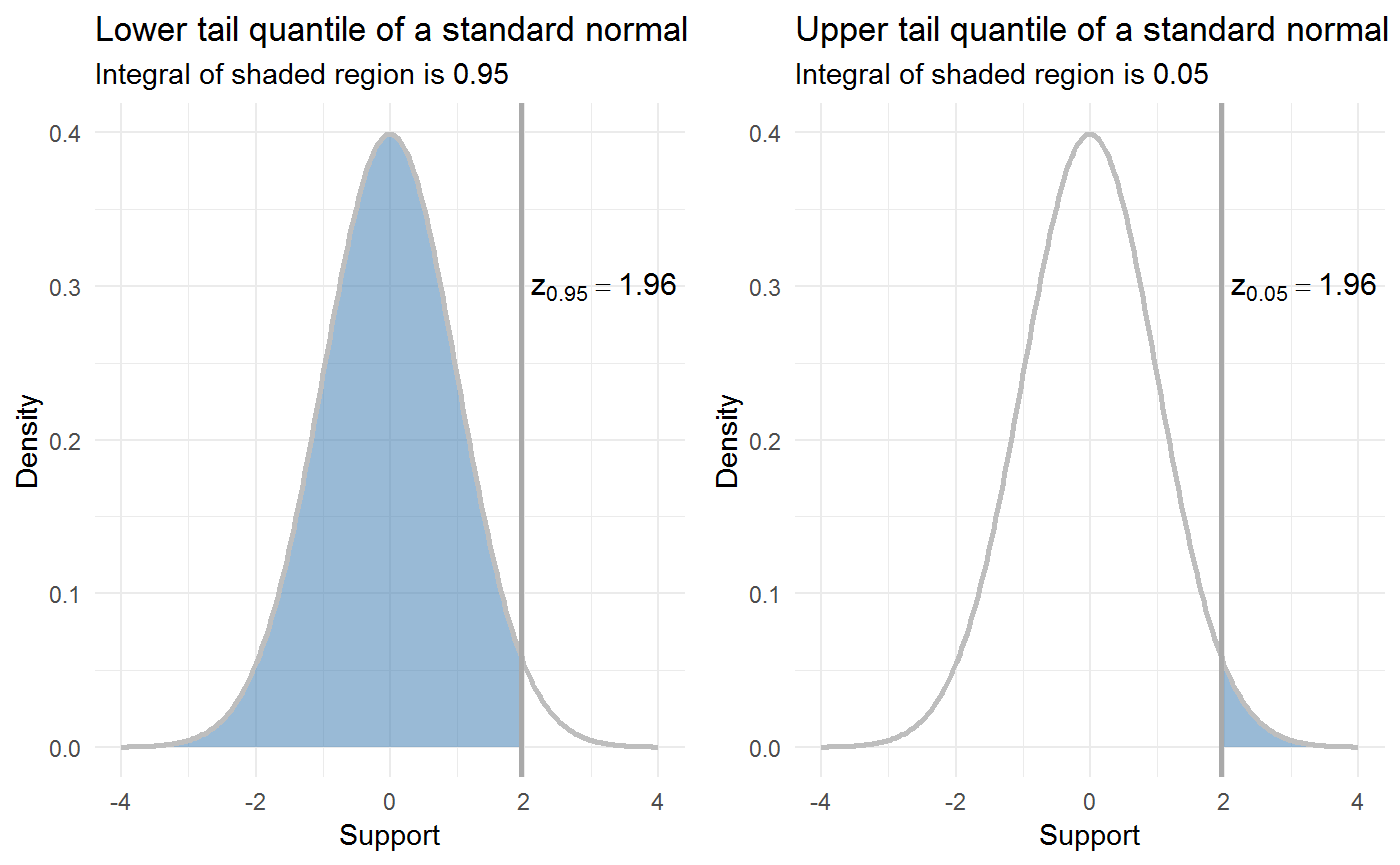 Lower tail quantile of a standard normal
Integral of shaded region is 0.95
0.4
0.3
0.2
0.1
0.0
Density
z0.95 = 1.96
-4 -2 0 2 4
Support
Upper tail quantile of a standard normal
Integral of shaded region is 0.05
0.4
0.3
0.2
0.1
0.0
Density
z0.05 = 1.96
-4 -2 0 2 4
Support